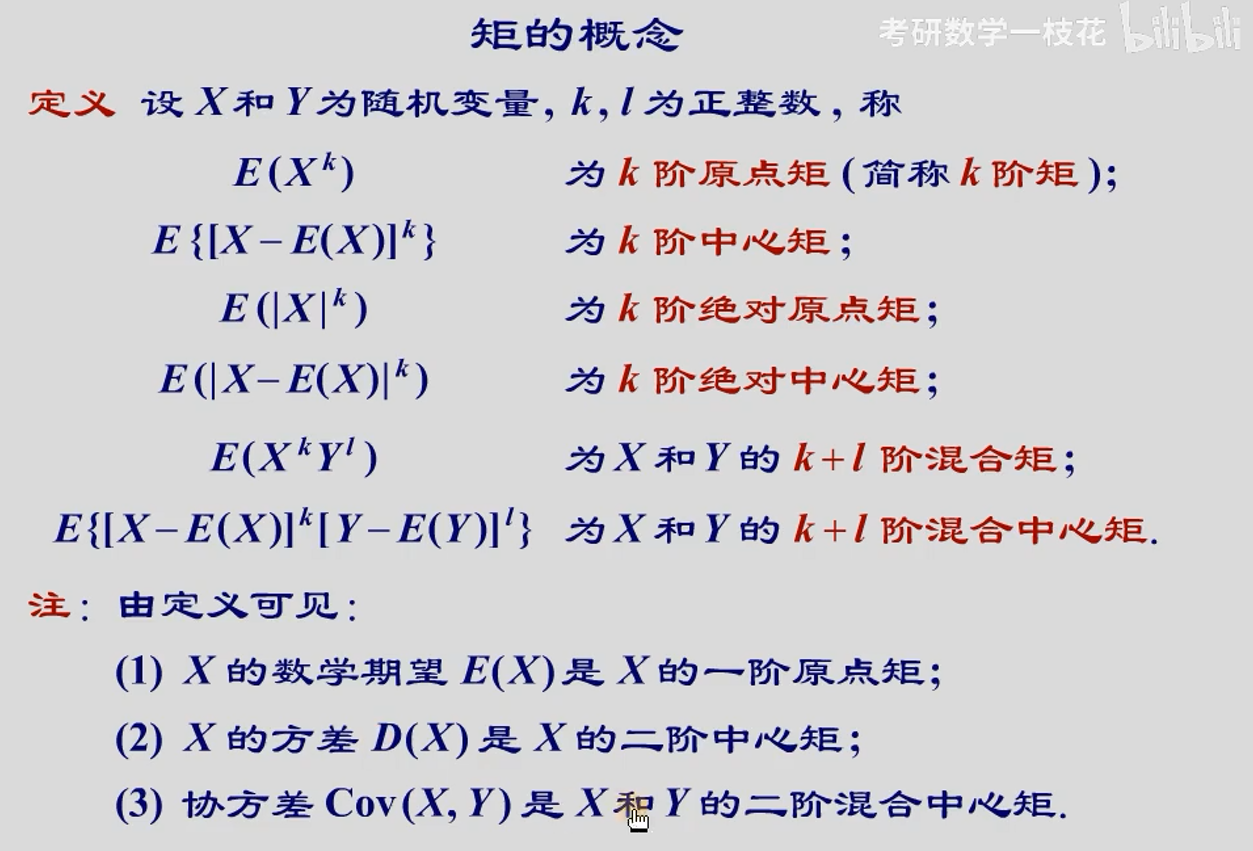 矩的概念
考研数学一枝花 bilibili
定义 设 X 和 Y 为随机变量, k, l 为正整数, 称
E(X^k) 为 k 阶原点矩 (简称 k 阶矩);
E{[X−E(X)]^k} 为 k 阶中心矩;
E(|X|^k) 为 k 阶绝对原点矩;
E(|X−E(X)|^k) 为 k 阶绝对中心矩;
E(X^k Y^l) 为 X 和 Y 的 k+l 阶混合矩;
E{[X−E(X)]^k[Y−E(Y)]^l} 为 X 和 Y 的 k+l 阶混合中心矩.
注: 由定义可见:
(1) X 的数学期望 E(X) 是 X 的一阶原点矩;
(2) X 的方差 D(X) 是 X 的二阶中心矩;
(3) 协方差 Cov(X, Y) 是 X 和 Y 的二阶混合中心矩.